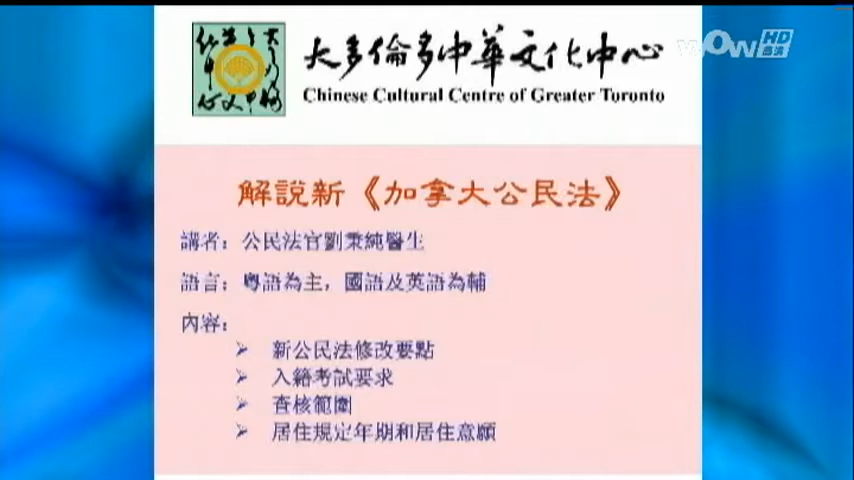 大多倫多中華文化中心
Chinese Cultural Centre of Greater Toronto
WOW HD 高清
解說新《加拿大公民法》
講者：公民法官劉秉純醫生
語言：粵語為主，國語及英語為輔
內容：
➢ 新公民法修改要點
➢ 入籍考試要求
➢ 查核範圍
➢ 居住規定年期和居住意願